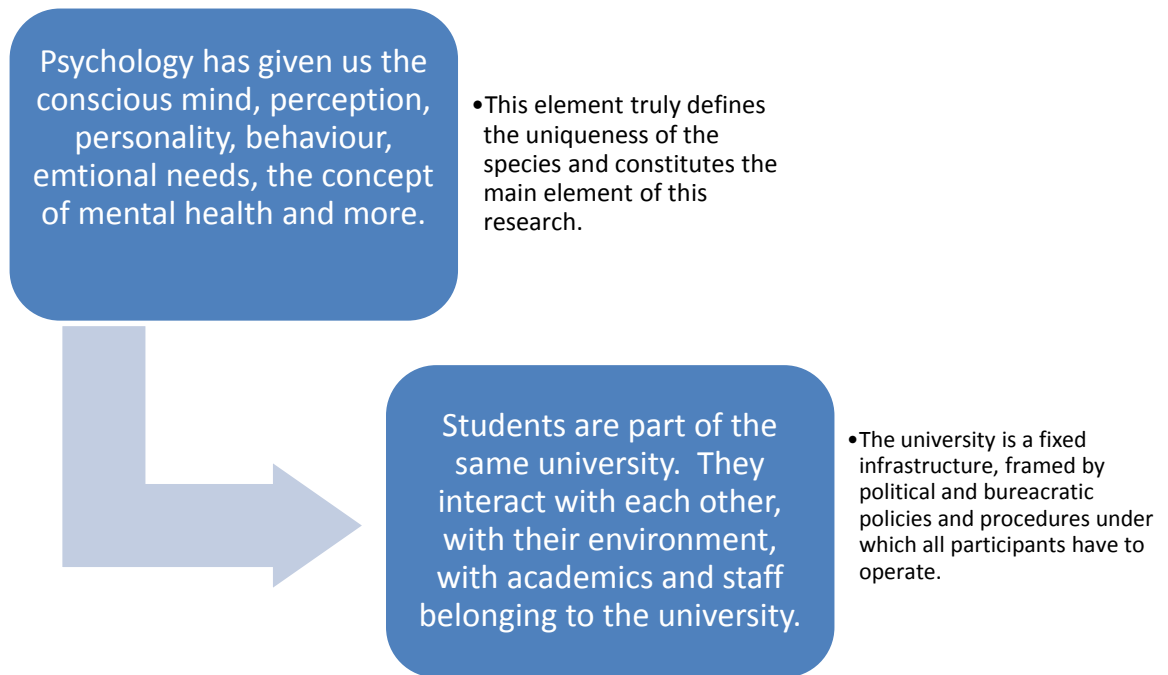 Psychology has given us the
conscious mind, perception,
personality, behaviour,
emtional needs, the concept
of mental health and more.
•This element truly defines
the uniqueness of the
species and constitutes the
main element of this
research.
Students are part of the
same university.  They
interact with each other,
with their environment,
with academics and staff
belonging to the university.
•The university is a fixed
infrastructure, framed by
political and bureacratic
policies and procedures under
which all participants have to
operate.